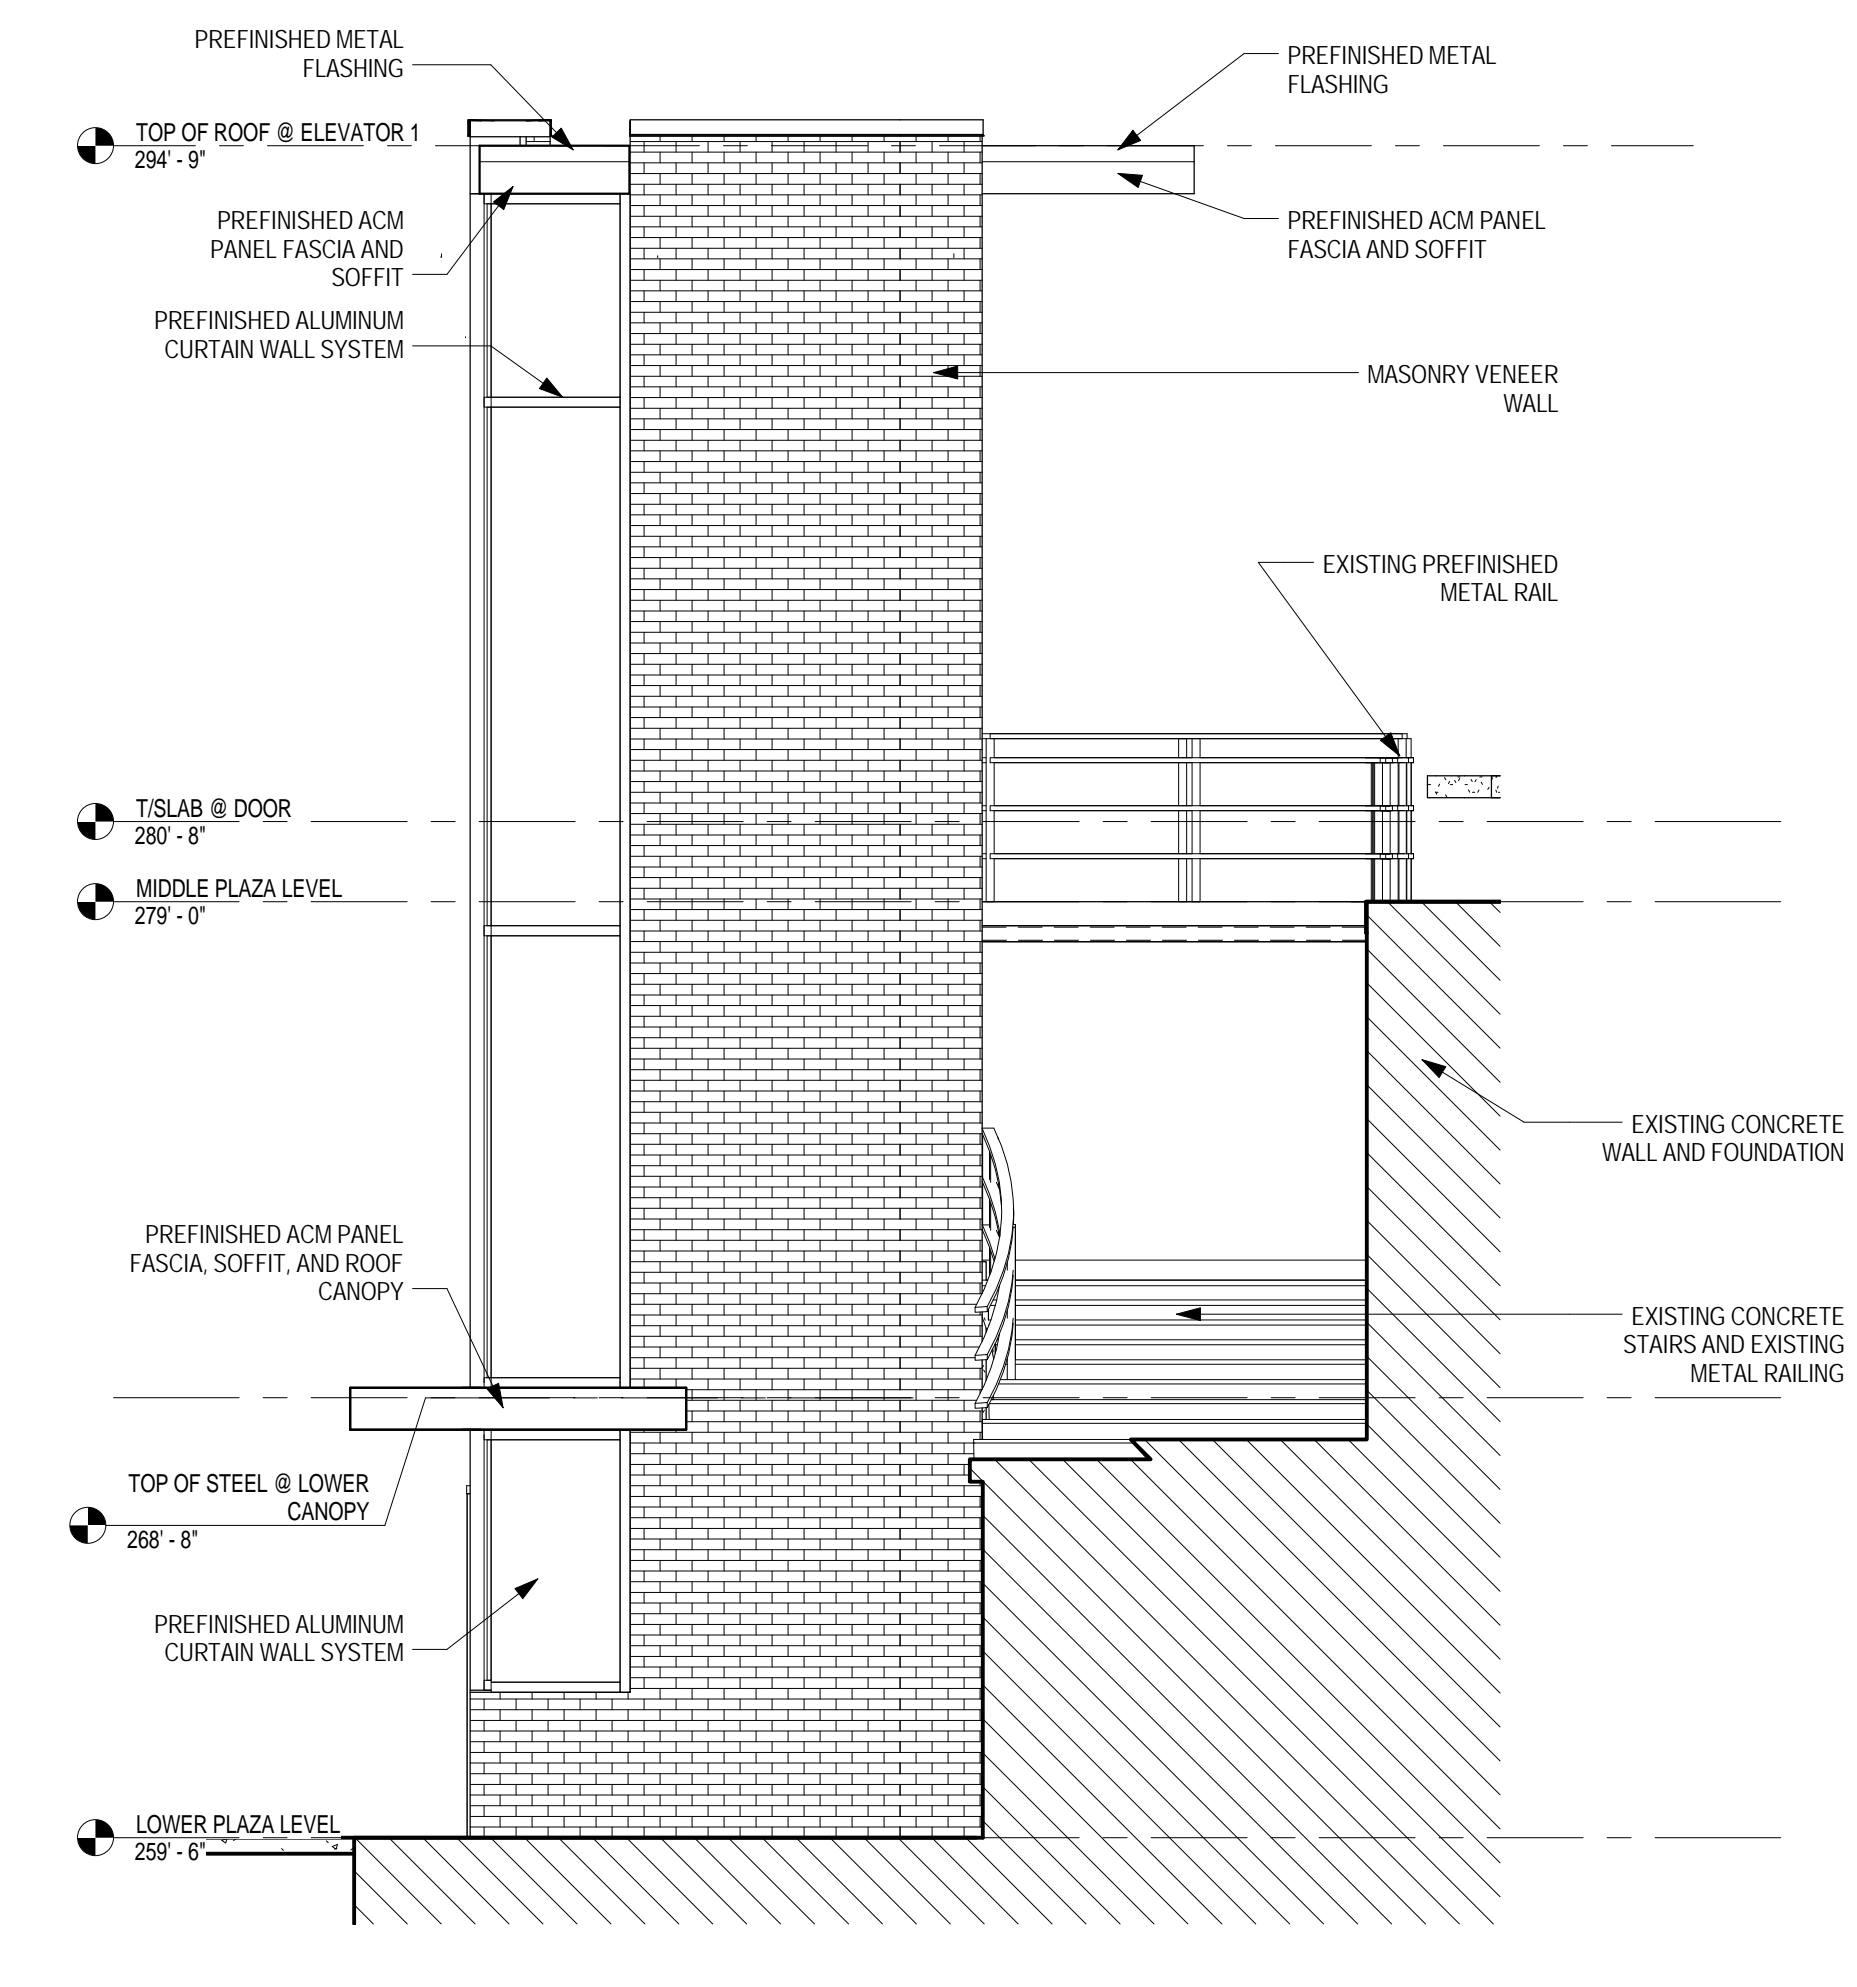 PREFINISHED METAL
FLASHING
PREFINISHED METAL
FLASHING
TOP OF ROOF @ ELEVATOR 1
294' - 9"
PREFINISHED ACM
PANEL FASCIA AND
SOFFIT
PREFINISHED ACM PANEL
FASCIA AND SOFFIT
PREFINISHED ALUMINUM
CURTAIN WALL SYSTEM
MASONRY VENEER
WALL
EXISTING PREFINISHED
METAL RAIL
T/SLAB @ DOOR
280' - 8"
MIDDLE PLAZA LEVEL
279' - 0"
EXISTING CONCRETE
WALL AND FOUNDATION
PREFINISHED ACM PANEL
FASCIA, SOFFIT, AND ROOF
CANOPY
EXISTING CONCRETE
STAIRS AND EXISTING
METAL RAILING
TOP OF STEEL @ LOWER
CANOPY
268' - 8"
PREFINISHED ALUMINUM
CURTAIN WALL SYSTEM
LOWER PLAZA LEVEL
259' - 6"